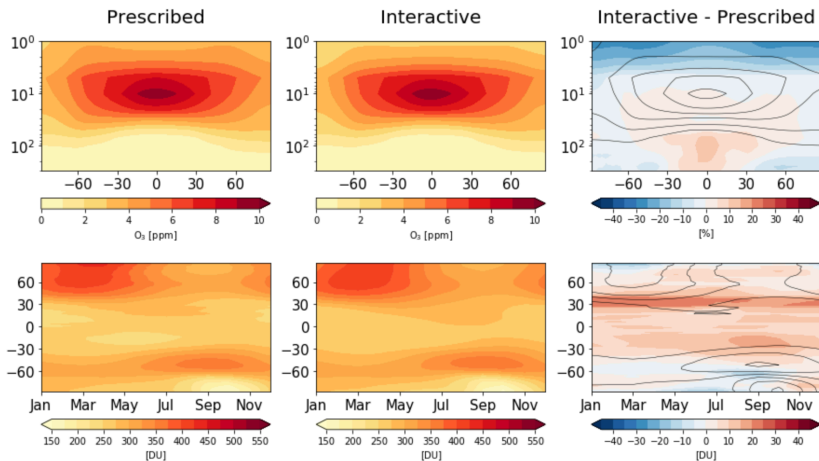 Prescribed Interactive Interactive - Prescribed
10⁰ 10⁰ 10⁰
10¹ 10¹ 10¹
10² 10² 10²
−60 −30 0 30 60 −60 −30 0 30 60 −60 −30 0 30 60
0 2 4 6 8 10 0 2 4 6 8 10 −40 −30 −20 −10 0 10 20 30 40
O₃ [ppm] O₃ [ppm] [%]
60 60 60
30 30 30
0 0 0
−30 −30 −30
−60 −60 −60
Jan Mar May Jul Sep Nov Jan Mar May Jul Sep Nov Jan Mar May Jul Sep Nov
150 200 250 300 350 400 450 500 550 150 200 250 300 350 400 450 500 550 −40 −30 −20 −10 0 10 20 30 40
[DU] [DU] [DU]